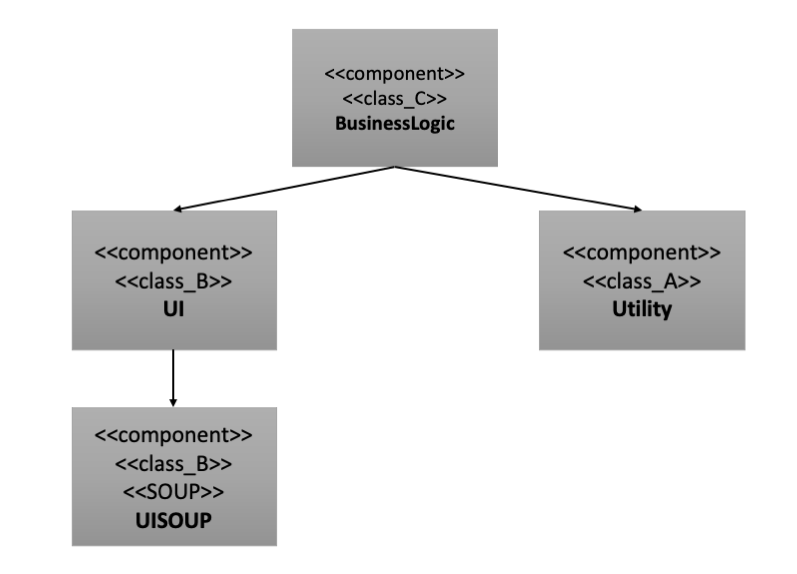 <<component>>
<<class_C>>
BusinessLogic
<<component>>
<<class_B>>
UI
<<component>>
<<class_A>>
Utility
<<component>>
<<class_B>>
<<SOUP>>
UISOUP